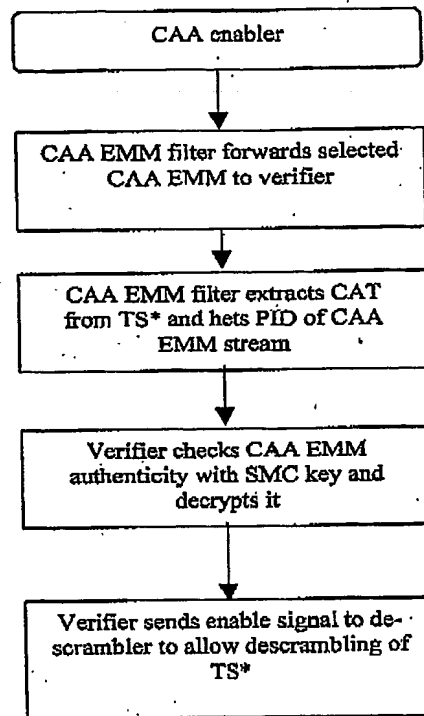 CAA enabler
CAA EMM filter forwards selected
CAA EMM to verifier
CAA EMM filter extracts CAT
from TS* and hets PID of CAA
EMM stream
Verifier checks CAA EMM
authenticity with SMC key and
decrypts it
Verifier sends enable signal to de-
scrambler to allow descrambling of
TS*